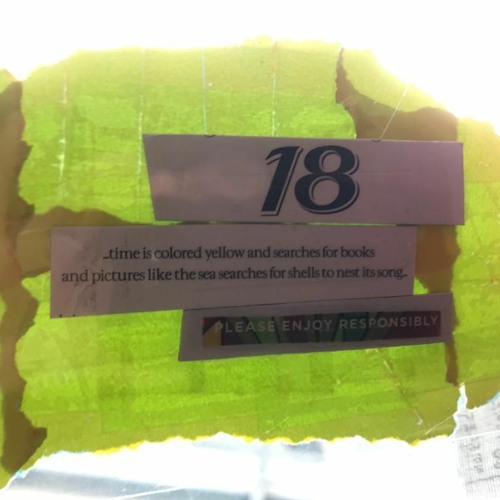 18
...time is colored yellow and searches for books
and pictures like the sea searches for shells to nest its song...
PLEASE ENJOY RESPONSIBLY